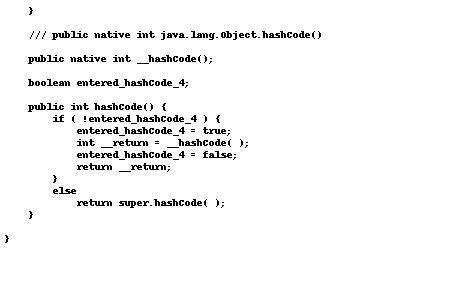 }
/// public native int java.lang.Object.hashCode()
public native int __hashCode();
boolean entered_hashCode_4;
public int hashCode() {
if ( !entered_hashCode_4 ) {
entered_hashCode_4 = true;
int __return = __hashCode( );
entered_hashCode_4 = false;
return __return;
}
else
return super.hashCode( );
}
}